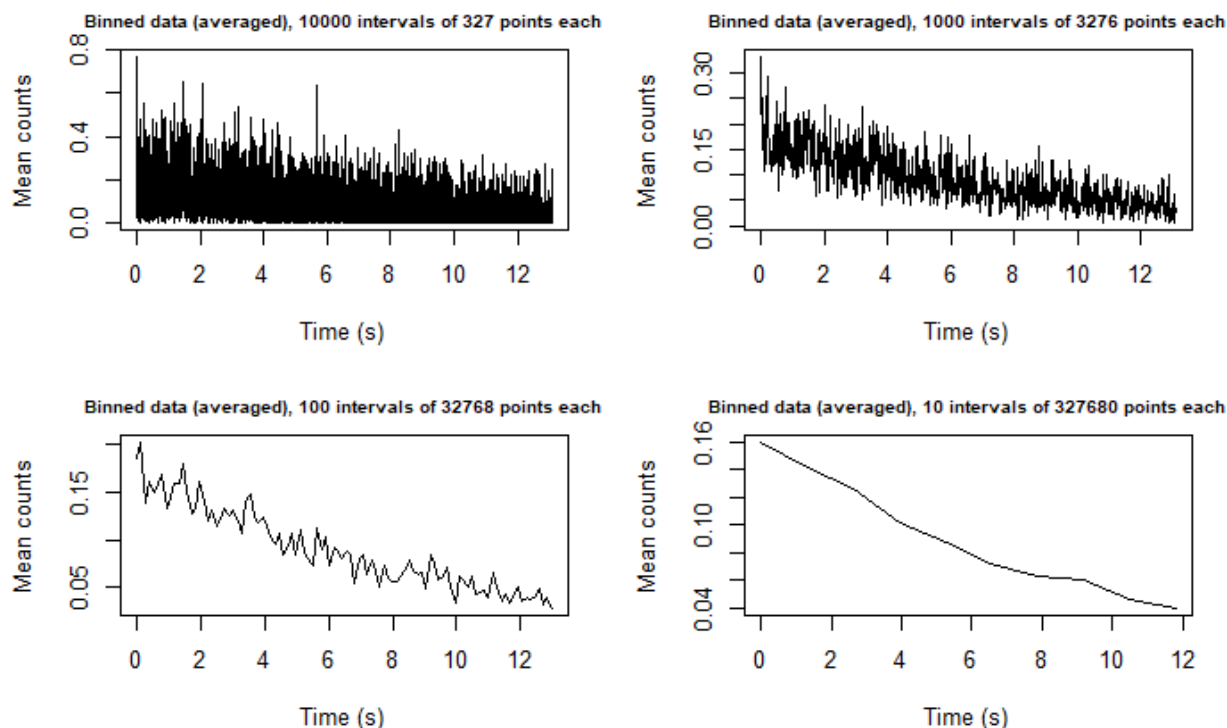 Binned data (averaged), 10000 intervals of 327 points each
Mean counts
0.0 0.4 0.8
0 2 4 6 8 10 12
Time (s)
Binned data (averaged), 1000 intervals of 3276 points each
Mean counts
0.00 0.15 0.30
0 2 4 6 8 10 12
Time (s)
Binned data (averaged), 100 intervals of 32768 points each
Mean counts
0.05 0.15
0 2 4 6 8 10 12
Time (s)
Binned data (averaged), 10 intervals of 327680 points each
Mean counts
0.04 0.10 0.16
0 2 4 6 8 10 12
Time (s)